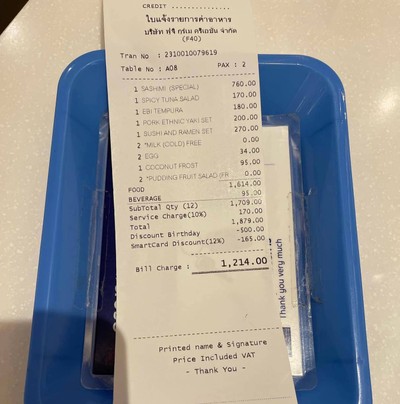 CREDIT ..................
ใบแจ้งรายการค่าอาหาร
บริษัท ฟูจิ กูร์เม ครีเอชั่น จำกัด
(F40)
Tran No : 2310010079619
Table No : A08 PAX : 2
1 SASHIMI (SPECIAL) 760.00
1 SPICY TUNA SALAD 170.00
1 EBI TEMPURA 180.00
1 PORK ETHNIC YAKI SET 200.00
1 SUSHI AND RAMEN SET 270.00
2 *MILK (COLD) FREE 0.00
2 EGG 34.00
1 COCONUT FROST 95.00
2 *PUDDING FRUIT SALAD (FR 0.00
FOOD 1,614.00
BEVERAGE 95.00
SubTotal Qty (12) 1,709.00
Service Charge(10%) 170.00
Total 1,879.00
Discount Birthday -500.00
SmartCard Discount(12%) -165.00
Bill Charge : 1,214.00
Printed name & Signature
Price Included VAT
- Thank You -
Thank you very much